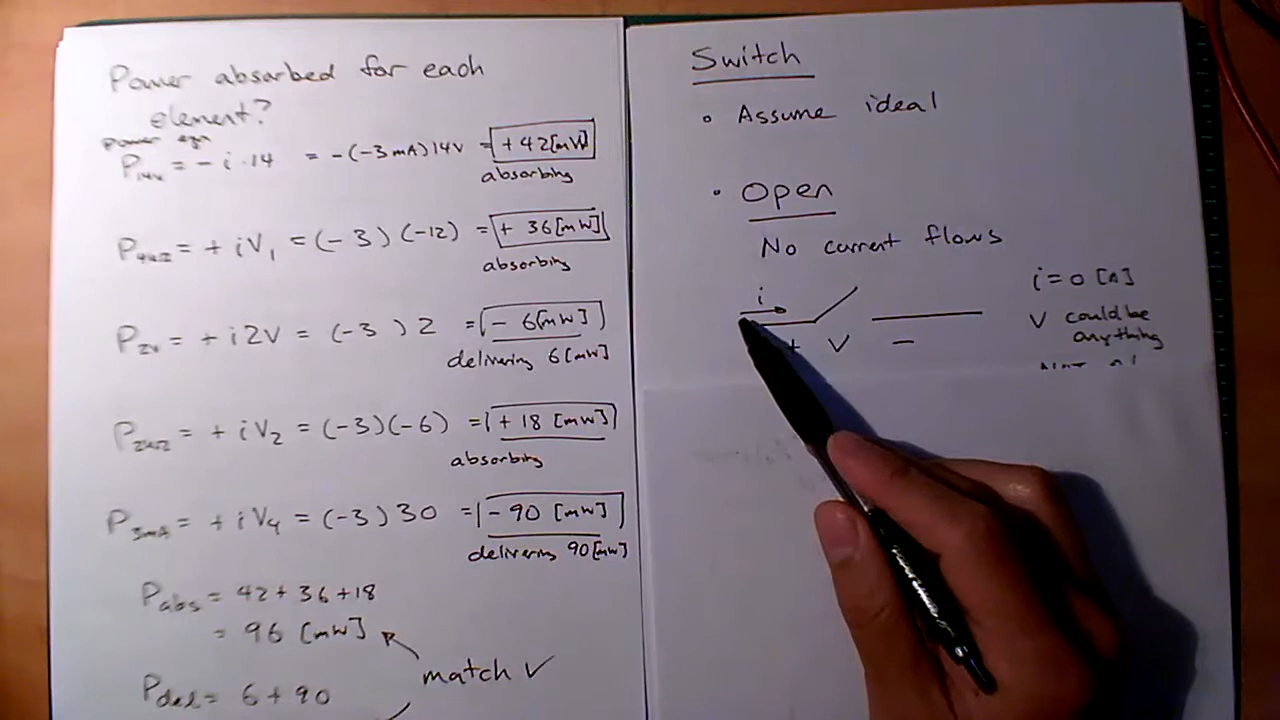 Power absorbed for each
element?
power eqn
P14V = - i · 14 = -(-3mA)14V = +42[mW]
absorbing
P4kΩ = + iV1 = (-3)(-12) = + 36[mW]
absorbing
P2V = + i2V = (-3)2 = - 6[mW]
delivering 6[mW]
P2kΩ = + iV2 = (-3)(-6) = + 18 [mW]
absorbing
P3mA = + iV4 = (-3)30 = - 90 [mW]
delivering 90[mW]
Pabs = 42+36+18
= 96 [mW]
match ✓
Pdel = 6+90
Switch
• Assume ideal
• Open
No current flows
i
i=0 [A]
+ V -
V could be
anything